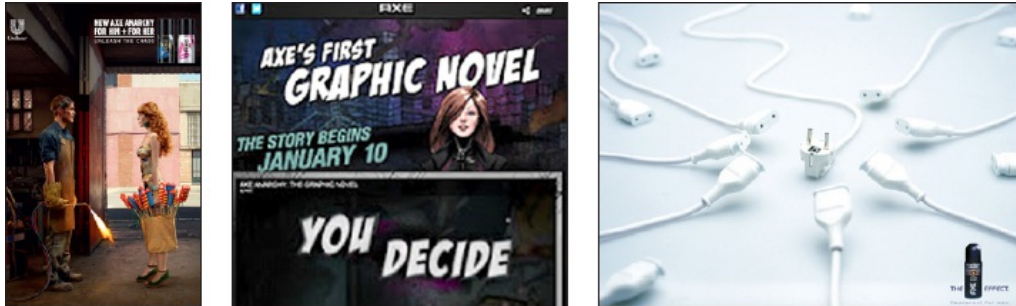 Unilever
NEW AXE ANARCHY
FOR HIM + FOR HER
UNLEASH THE CHAOS
AXE
AXE'S FIRST
GRAPHIC NOVEL
THE STORY BEGINS
JANUARY 10
AXE ANARCHY: THE GRAPHIC NOVEL
YOU
DECIDE
THE
EFFECT